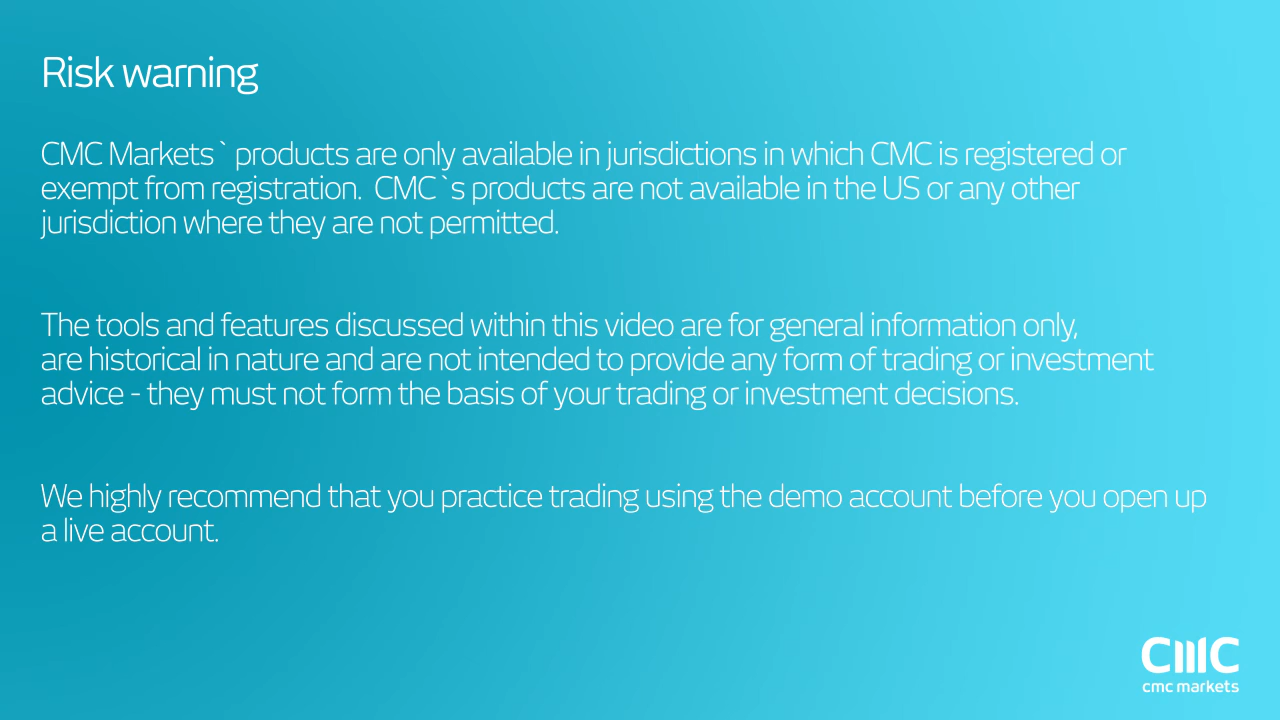 Risk warning
CMC Markets` products are only available in jurisdictions in which CMC is registered or
exempt from registration.  CMC`s products are not available in the US or any other
jurisdiction where they are not permitted.
The tools and features discussed within this video are for general information only,
are historical in nature and are not intended to provide any form of trading or investment
advice - they must not form the basis of your trading or investment decisions.
We highly recommend that you practice trading using the demo account before you open up
a live account.
CMC
cmc markets